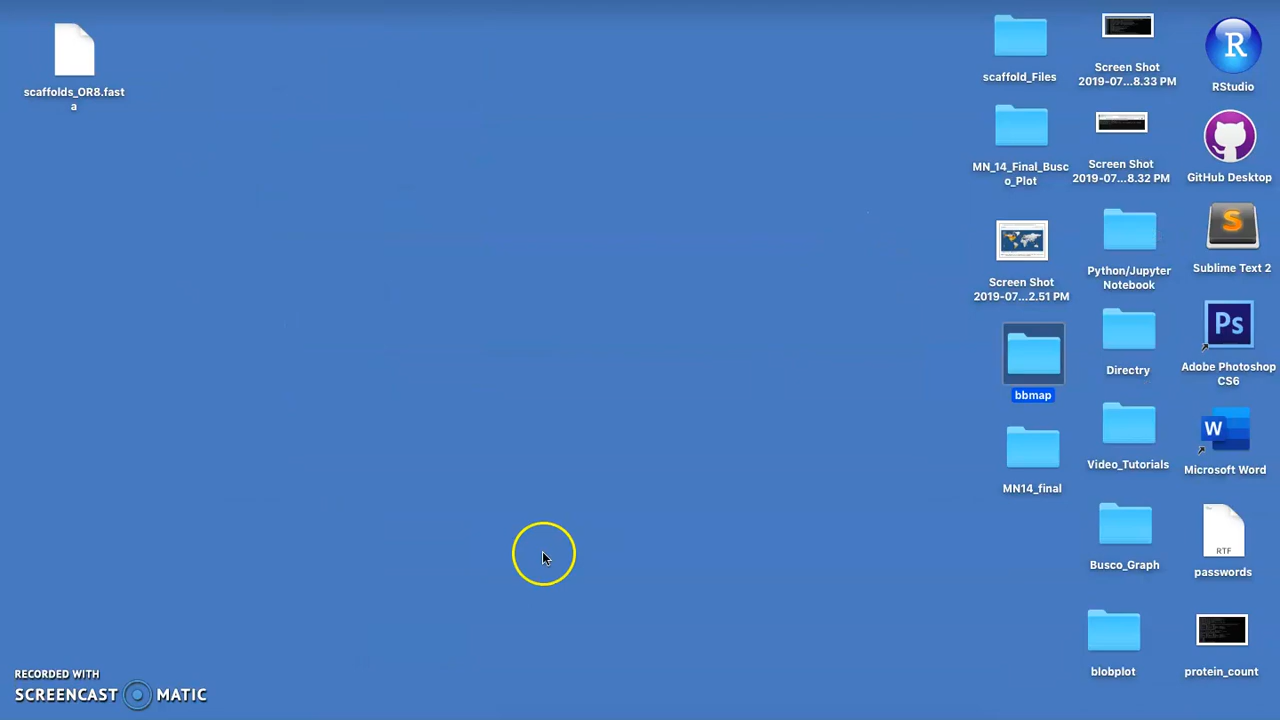 scaffolds_OR8.fast
a
scaffold_Files
Screen Shot
2019-07...8.33 PM
RStudio
MN_14_Final_Busc
o_Plot
Screen Shot
2019-07...8.32 PM
GitHub Desktop
Screen Shot
2019-07...2.51 PM
Python/Jupyter
Notebook
Sublime Text 2
bbmap
Directry
Ps
Adobe Photoshop
CS6
MN14_final
Video_Tutorials
W
Microsoft Word
Busco_Graph
RTF
passwords
blobplot
protein_count
R
S
RECORDED WITH
SCREENCAST MATIC